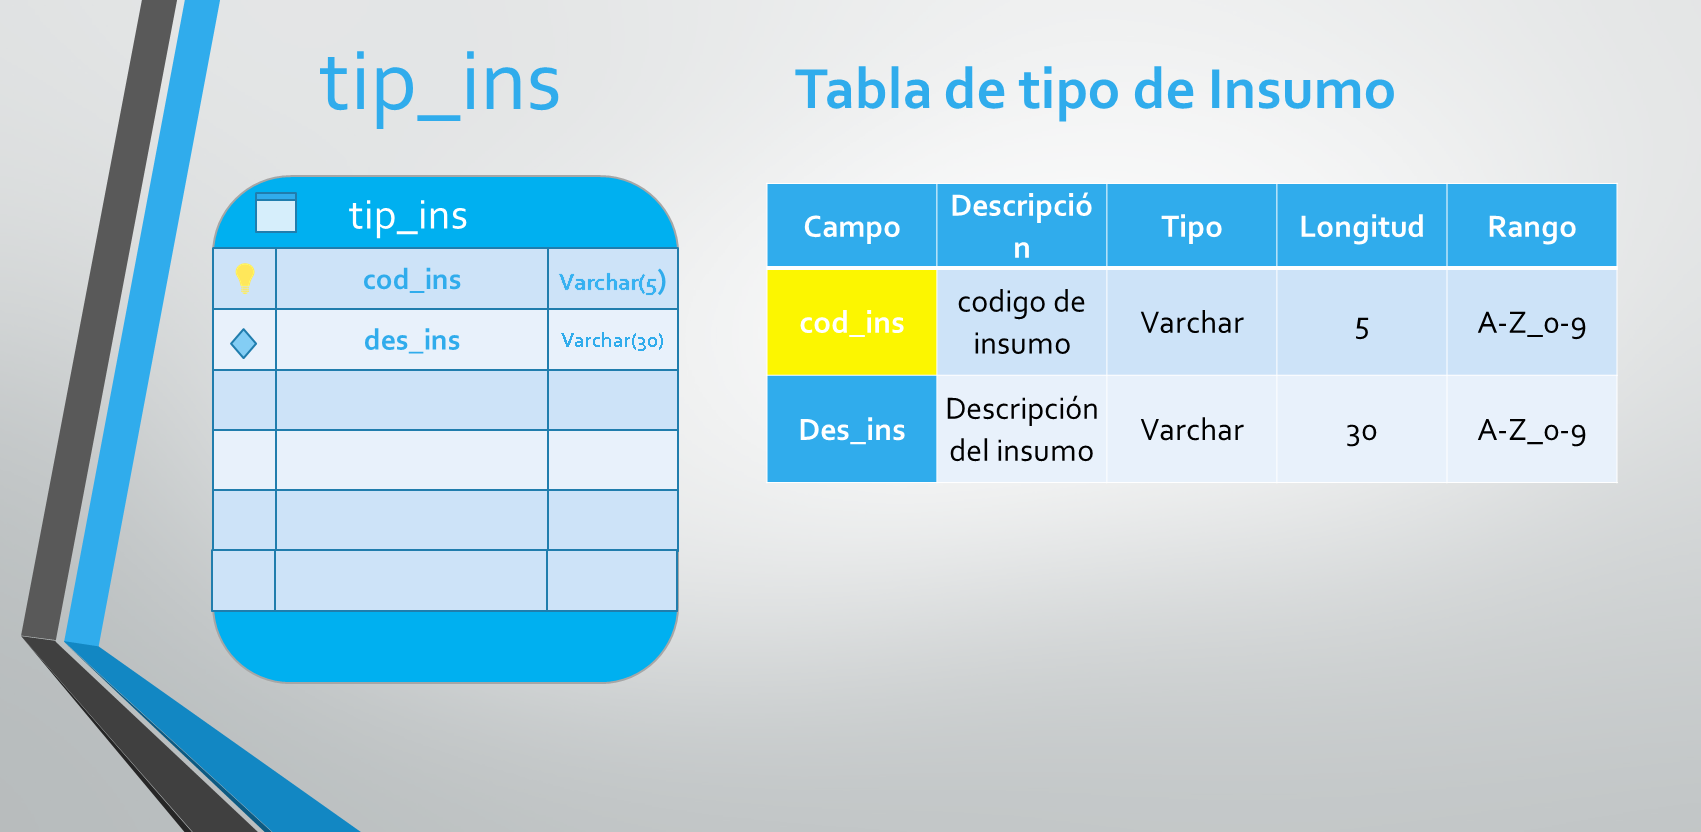 tip_ins
Tabla de tipo de Insumo
tip_ins
cod_ins Varchar(5)
des_ins Varchar(30)
Campo Descripció
n Tipo Longitud Rango
cod_ins codigo de
insumo Varchar 5 A-Z_0-9
Des_ins Descripción
del insumo Varchar 30 A-Z_0-9